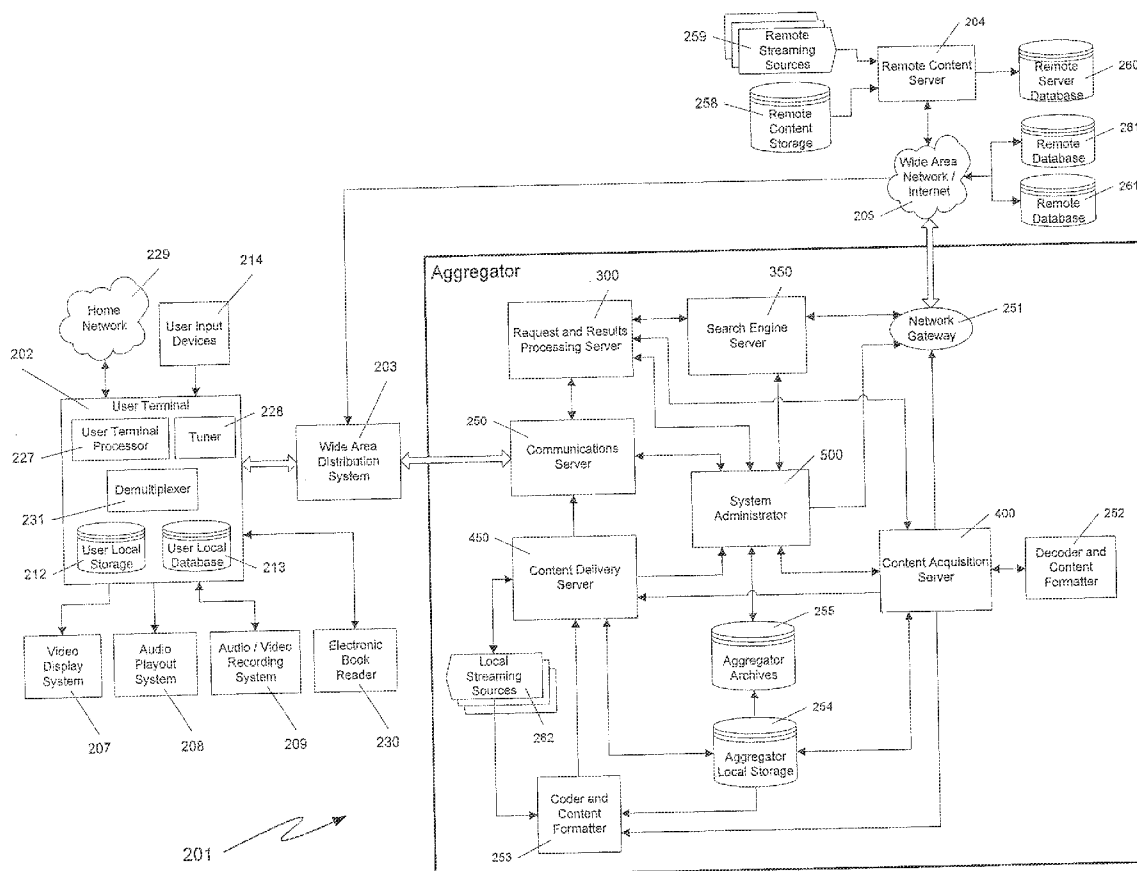 259
Remote
Streaming
Sources
204
Remote Content
Server
Remote
Server
Database
260
258
Remote
Content
Storage
Remote
Database
261
Wide Area
Network /
Internet
205
Remote
Database
261
Aggregator
229
214
Home
Network
User Input
Devices
300
350
Request and Results
Processing Server
Search Engine
Server
Network
Gateway
251
202
203
User Terminal
228
User Terminal
Processor
Tuner
227
Wide Area
Distribution
System
250
Communications
Server
500
Demultiplexer
231
System
Administrator
400
252
User Local
Storage
User Local
Database
212
213
450
Content Delivery
Server
Content Acquisition
Server
Decoder and
Content
Formatter
255
Video
Display
System
Audio
Playout
System
Audio / Video
Recording
System
Electronic
Book
Reader
Local
Streaming
Sources
Aggregator
Archives
262
254
207
208
209
230
Aggregator
Local Storage
Coder and
Content
Formatter
201
253